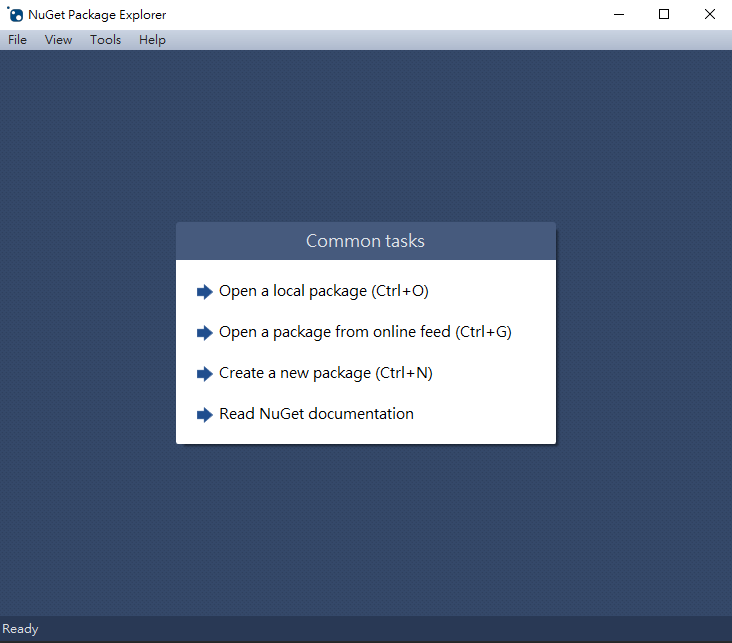 NuGet Package Explorer
File View Tools Help
Common tasks
Open a local package (Ctrl+O)
Open a package from online feed (Ctrl+G)
Create a new package (Ctrl+N)
Read NuGet documentation
Ready